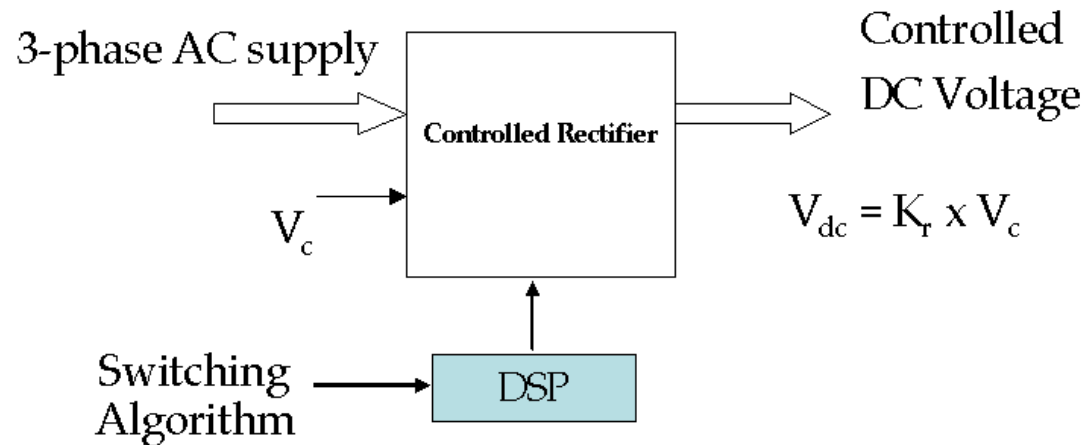 3-phase AC supply
Controlled
DC Voltage
Controlled Rectifier
V_c
V_dc = K_r x V_c
Switching
Algorithm
DSP